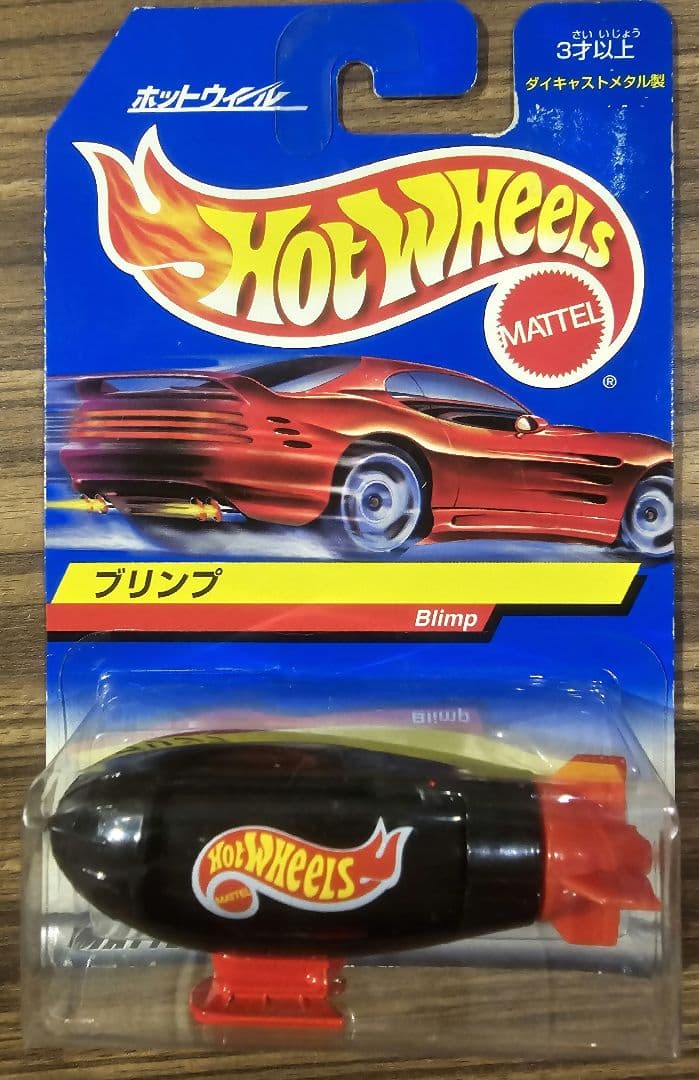 さい いじょう
3才以上
ダイキャストメタル製
ホットウィール
HOT WHEELS
MATTEL
®
ブリンプ
Blimp
Blimp
HOT WHEELS
MATTEL